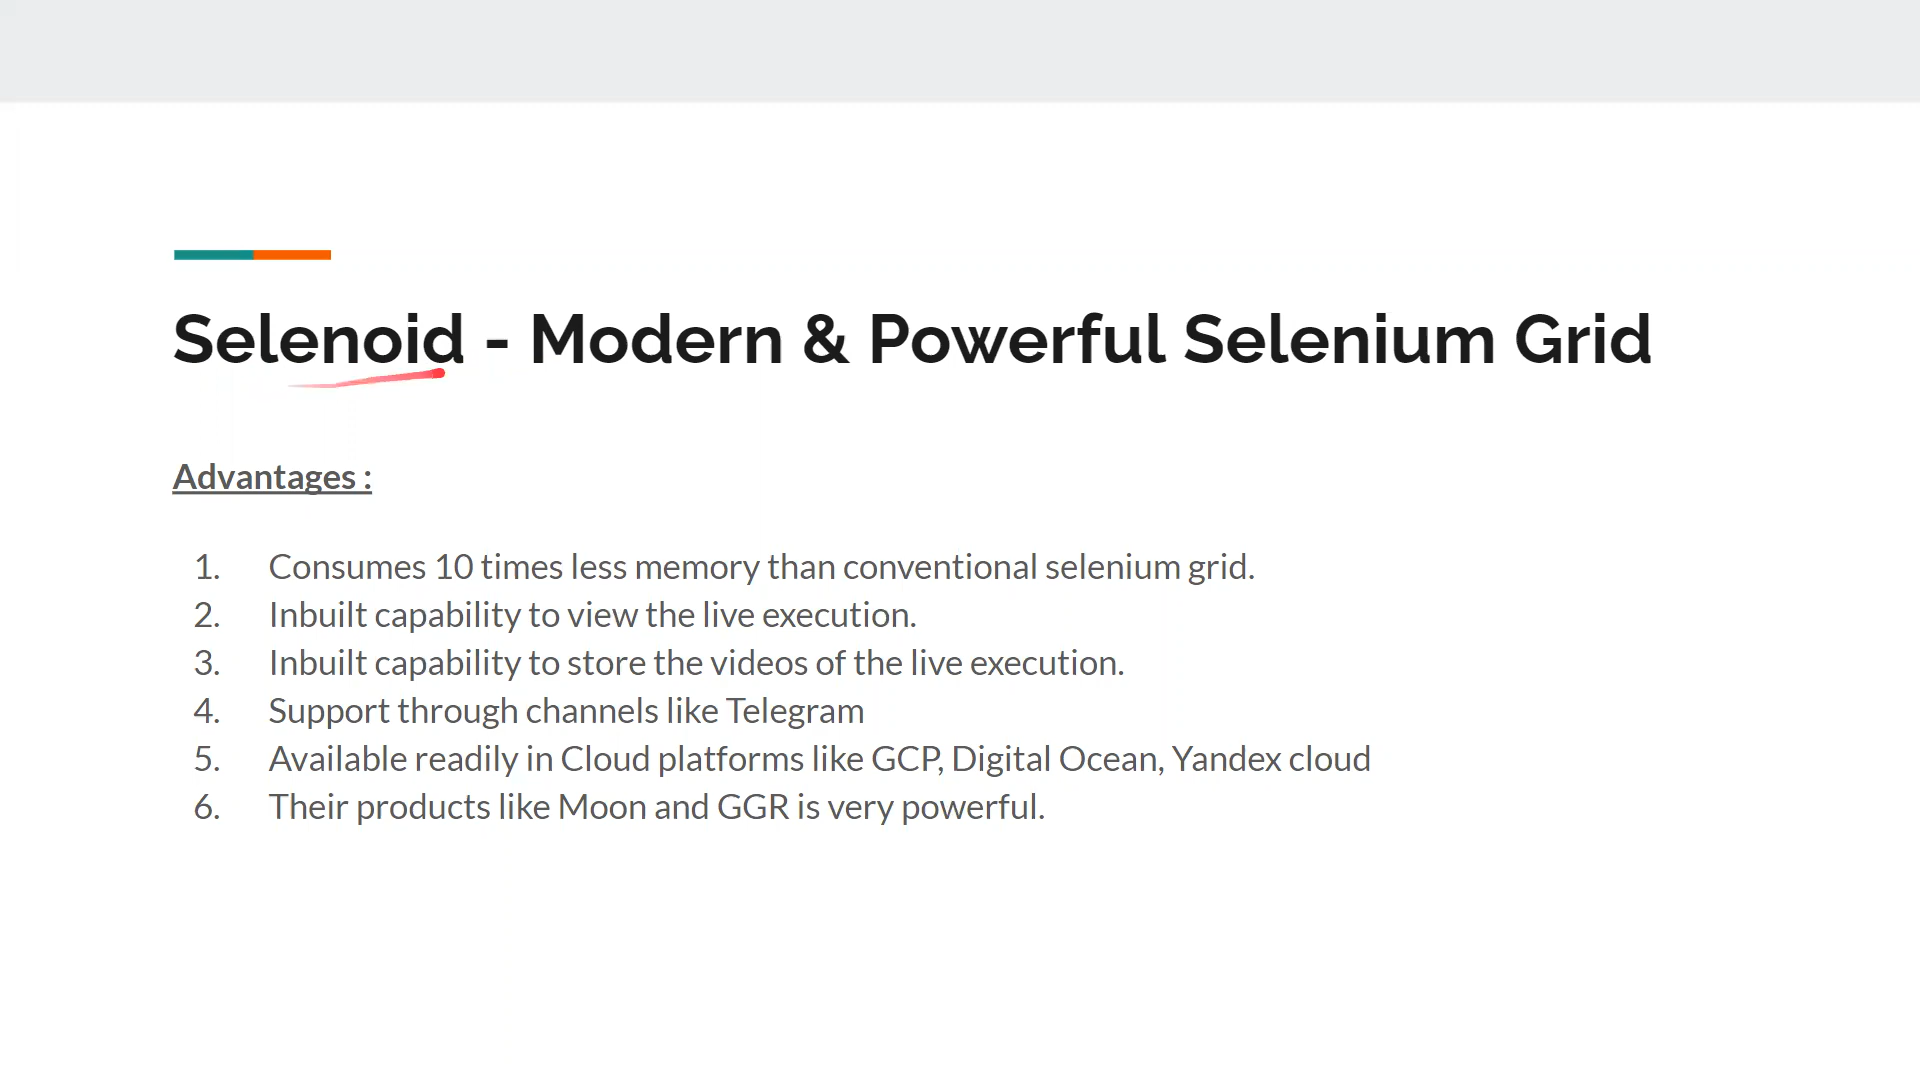 Selenoid - Modern & Powerful Selenium Grid
Advantages :
1. Consumes 10 times less memory than conventional selenium grid.
2. Inbuilt capability to view the live execution.
3. Inbuilt capability to store the videos of the live execution.
4. Support through channels like Telegram
5. Available readily in Cloud platforms like GCP, Digital Ocean, Yandex cloud
6. Their products like Moon and GGR is very powerful.